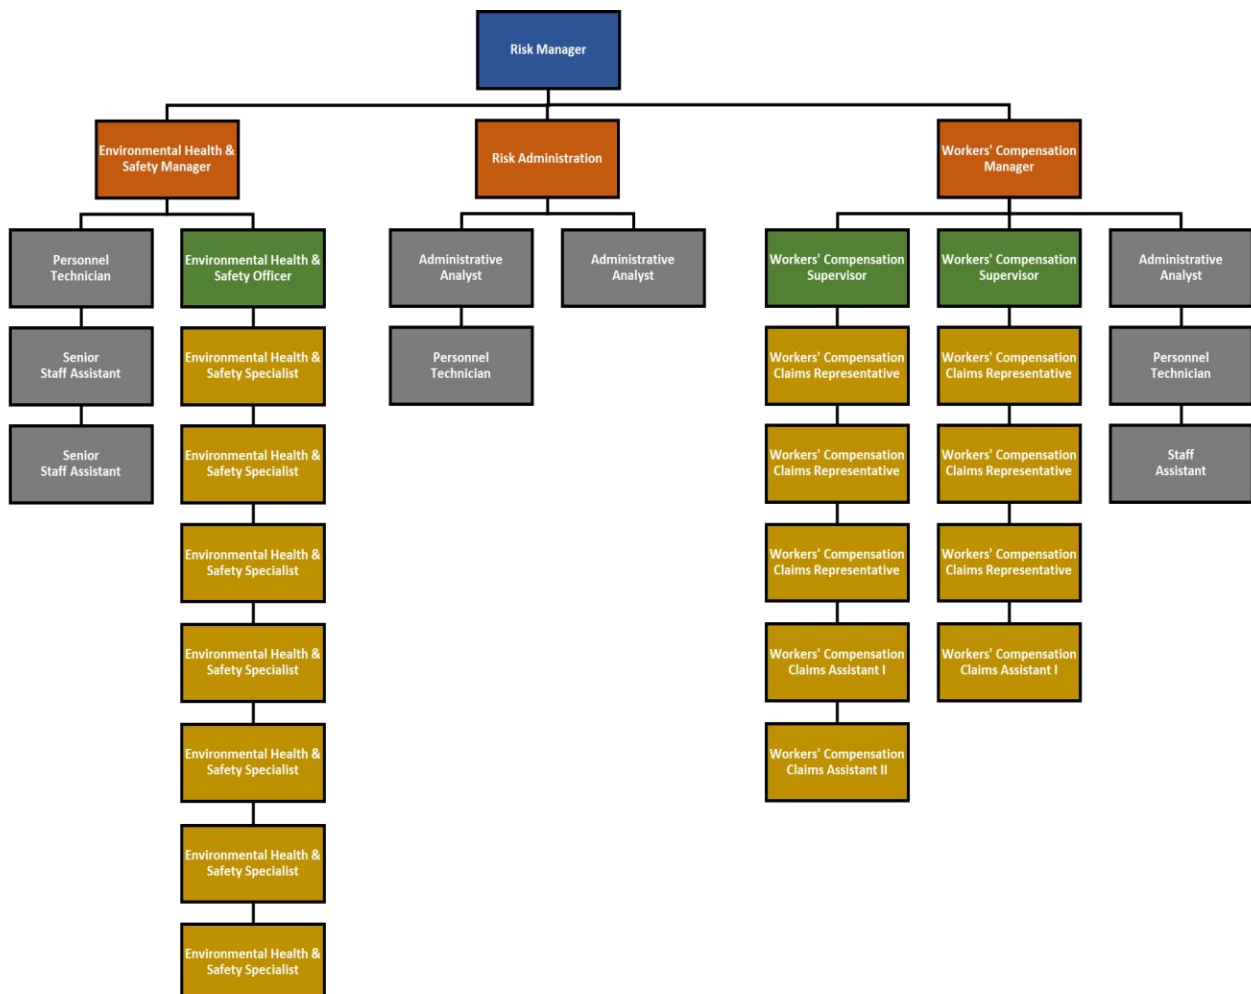 Risk Manager
Environmental Health &
Safety Manager
Risk Administration
Workers' Compensation
Manager
Personnel
Technician
Environmental Health &
Safety Officer
Administrative
Analyst
Administrative
Analyst
Workers' Compensation
Supervisor
Workers' Compensation
Supervisor
Administrative
Analyst
Senior
Staff Assistant
Environmental Health &
Safety Specialist
Personnel
Technician
Workers' Compensation
Claims Representative
Workers' Compensation
Claims Representative
Personnel
Technician
Senior
Staff Assistant
Environmental Health &
Safety Specialist
Workers' Compensation
Claims Representative
Workers' Compensation
Claims Representative
Staff
Assistant
Environmental Health &
Safety Specialist
Workers' Compensation
Claims Representative
Workers' Compensation
Claims Representative
Environmental Health &
Safety Specialist
Workers' Compensation
Claims Assistant I
Workers' Compensation
Claims Assistant I
Environmental Health &
Safety Specialist
Workers' Compensation
Claims Assistant II
Environmental Health &
Safety Specialist
Environmental Health &
Safety Specialist